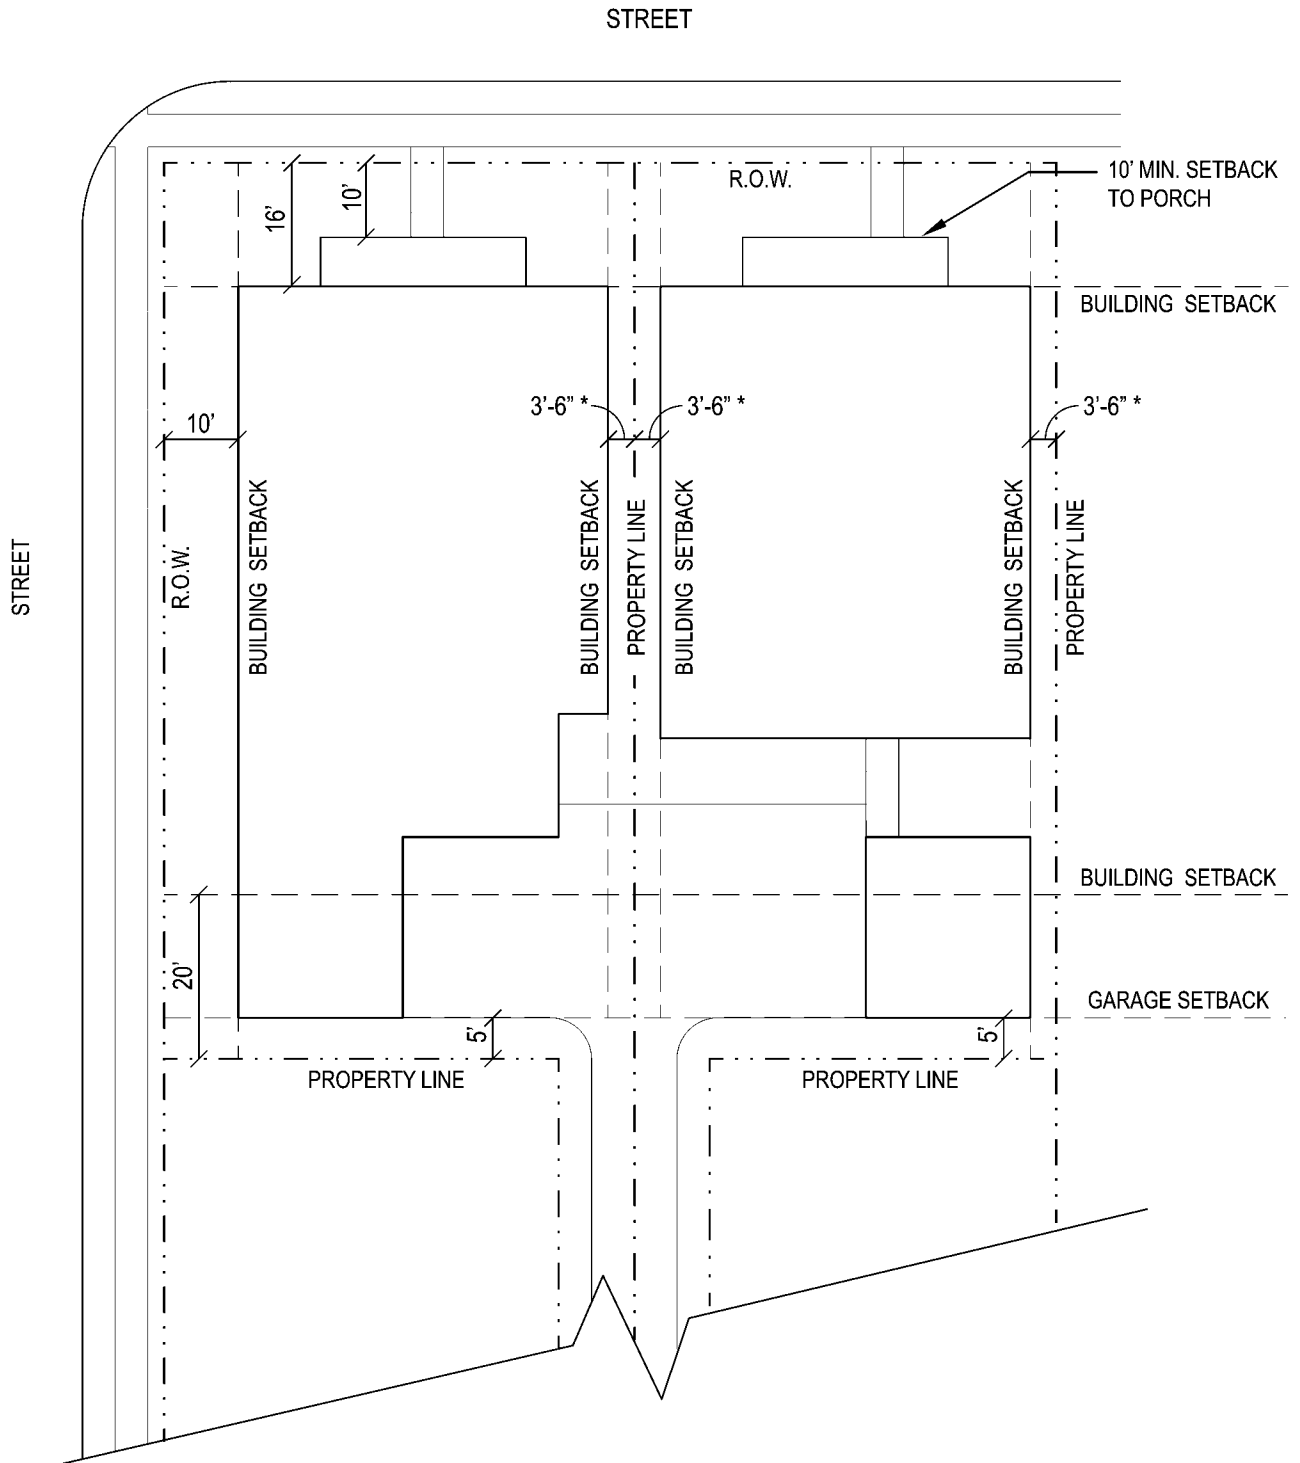 STREET
R.O.W.
10' MIN. SETBACK
TO PORCH
16'
10'
BUILDING SETBACK
3'-6" *
3'-6" *
3'-6" *
10'
STREET
R.O.W.
BUILDING SETBACK
BUILDING SETBACK
PROPERTY LINE
BUILDING SETBACK
BUILDING SETBACK
PROPERTY LINE
BUILDING SETBACK
20'
GARAGE SETBACK
5'
5'
PROPERTY LINE
PROPERTY LINE